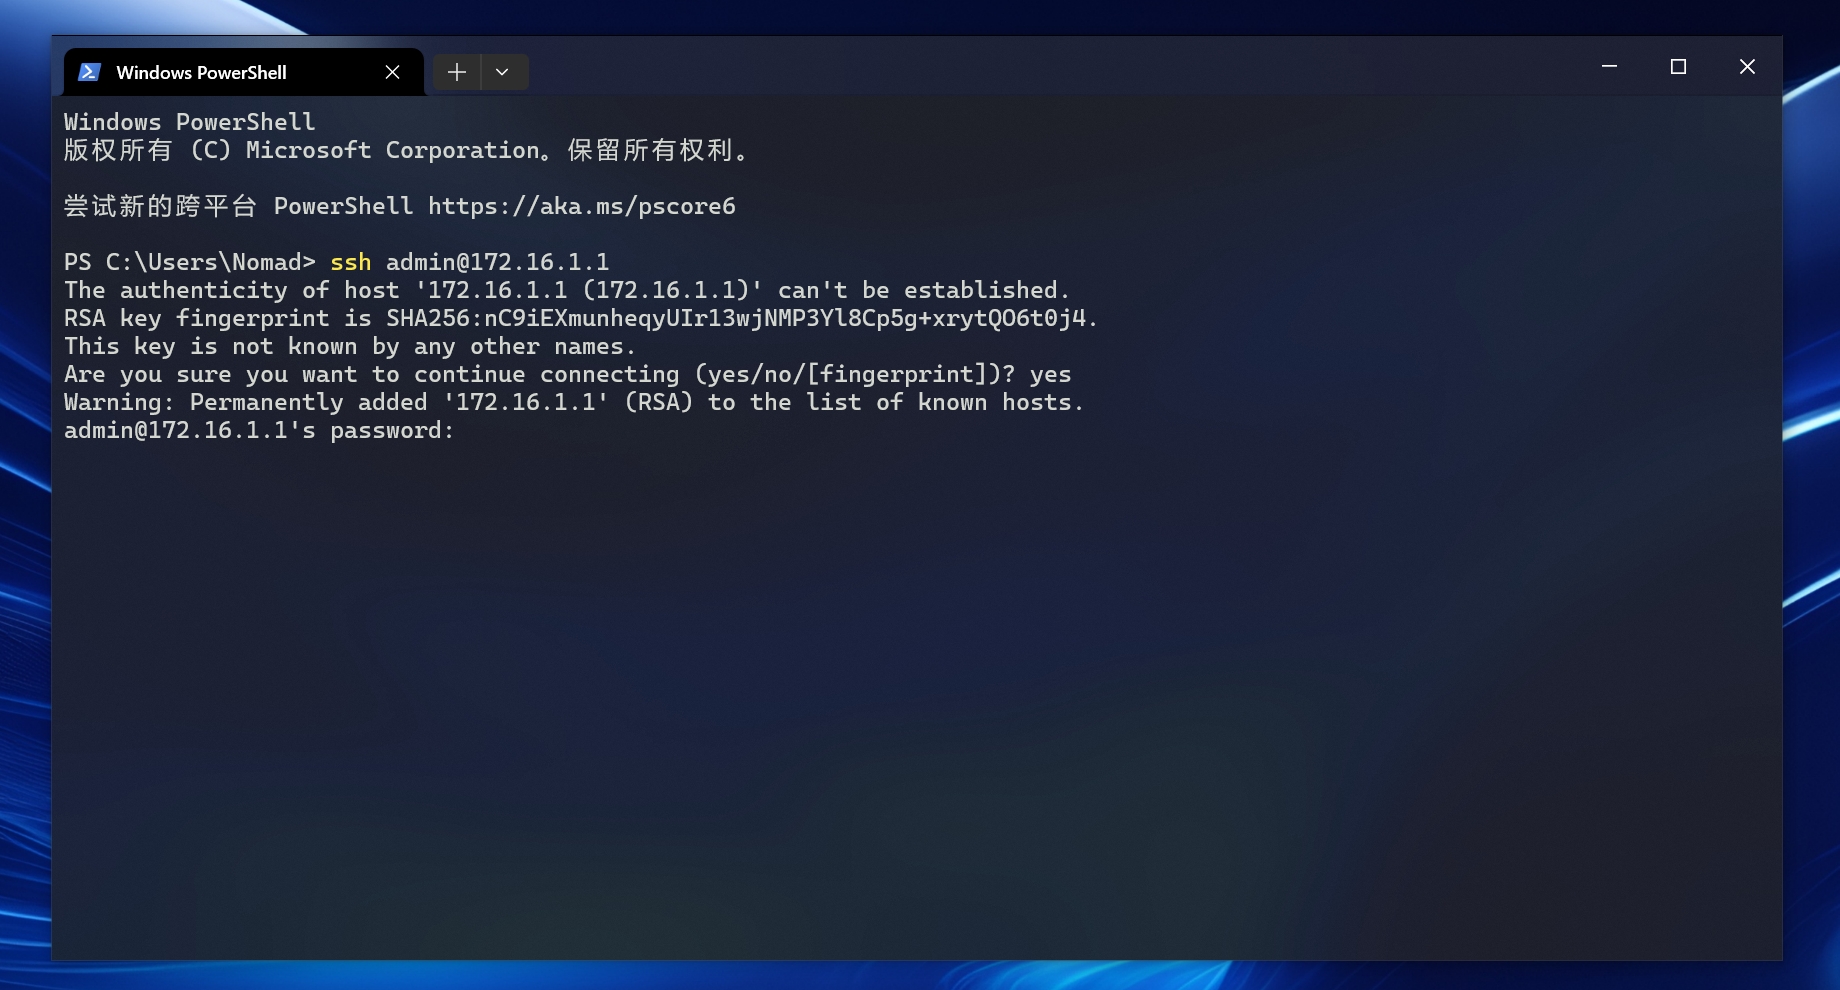 Windows PowerShell
Windows PowerShell
版权所有 (C) Microsoft Corporation。保留所有权利。
尝试新的跨平台 PowerShell https://aka.ms/pscore6
PS C:\Users\Nomad> ssh admin@172.16.1.1
The authenticity of host '172.16.1.1 (172.16.1.1)' can't be established.
RSA key fingerprint is SHA256:nC9iEXmunheqyUIr13wjNMP3Yl8Cp5g+xrytQO6t0j4.
This key is not known by any other names.
Are you sure you want to continue connecting (yes/no/[fingerprint])? yes
Warning: Permanently added '172.16.1.1' (RSA) to the list of known hosts.
admin@172.16.1.1's password: